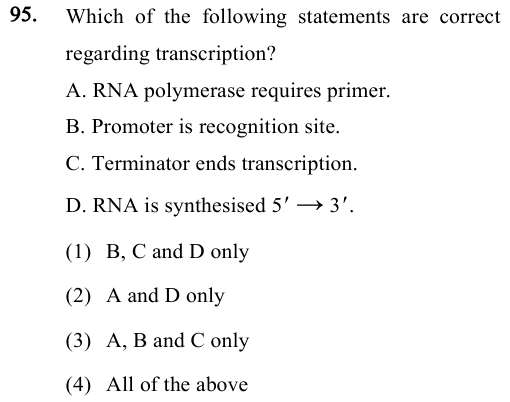 95. Which of the following statements are correct
regarding transcription?
A. RNA polymerase requires primer.
B. Promoter is recognition site.
C. Terminator ends transcription.
D. RNA is synthesised 5′ ⟶ 3′.
(1) B, C and D only
(2) A and D only
(3) A, B and C only
(4) All of the above